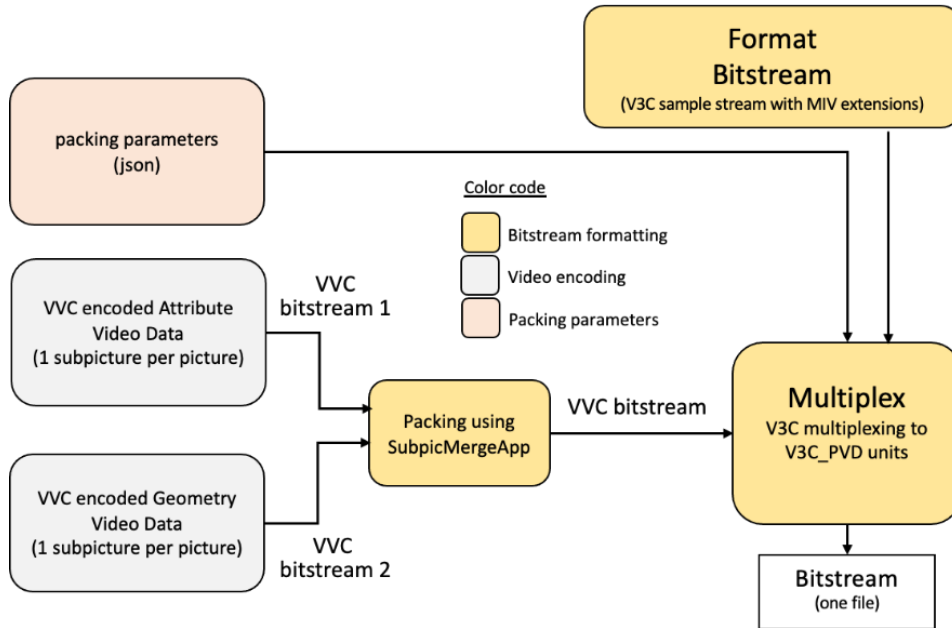 Format
Bitstream
(V3C sample stream with MIV extensions)
packing parameters
(json)
Color code
Bitstream formatting
Video encoding
Packing parameters
VVC encoded Attribute
Video Data
(1 subpicture per picture)
VVC
bitstream 1
Packing using
SubpicMergeApp
VVC bitstream
Multiplex
V3C multiplexing to
V3C_PVD units
VVC encoded Geometry
Video Data
(1 subpicture per picture)
VVC
bitstream 2
Bitstream
(one file)